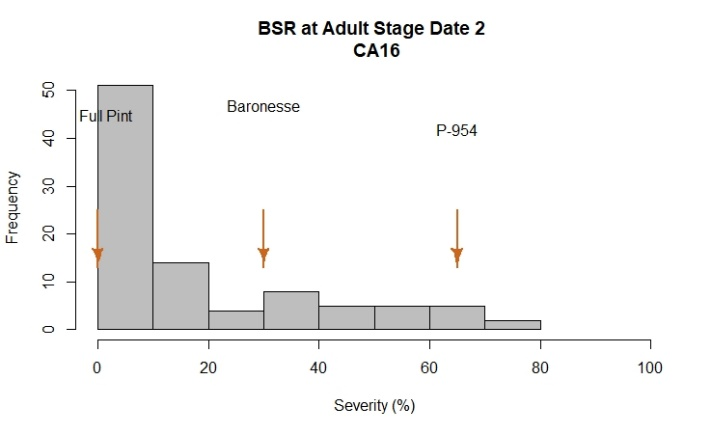 BSR at Adult Stage Date 2
CA16
Full Pint
Baronesse
P-954
Frequency
50
40
30
20
10
0
0 20 40 60 80 100
Severity (%)